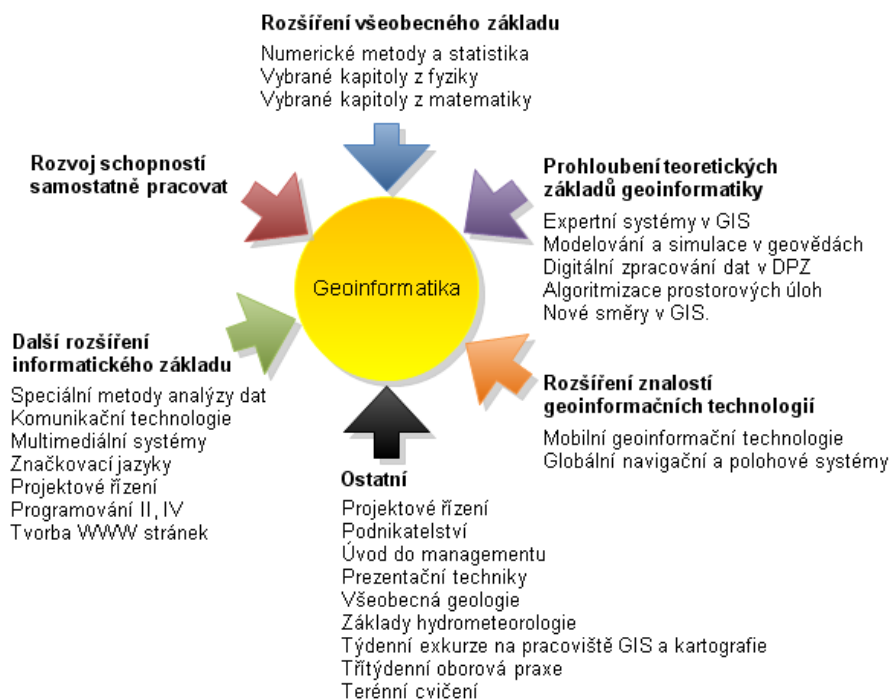 Rozšíření všeobecného základu
Numerické metody a statistika
Vybrané kapitoly z fyziky
Vybrané kapitoly z matematiky
Rozvoj schopností
samostatně pracovat
Prohloubení teoretických
základů geoinformatiky
Expertní systémy v GIS
Modelování a simulace v geovědách
Digitální zpracování dat v DPZ
Algoritmizace prostorových úloh
Nové směry v GIS.
Geoinformatika
Další rozšíření
informatického základu
Speciální metody analýzy dat
Komunikační technologie
Multimediální systémy
Značkovací jazyky
Projektové řízení
Programování II, IV
Tvorba WWW stránek
Rozšíření znalostí
geoinformačních technologií
Mobilní geoinformační technologie
Globální navigační a polohové systémy
Ostatní
Projektové řízení
Podnikatelství
Úvod do managementu
Prezentační techniky
Všeobecná geologie
Základy hydrometeorologie
Týdenní exkurze na pracoviště GIS a kartografie
Třítýdenní oborová praxe
Terénní cvičení